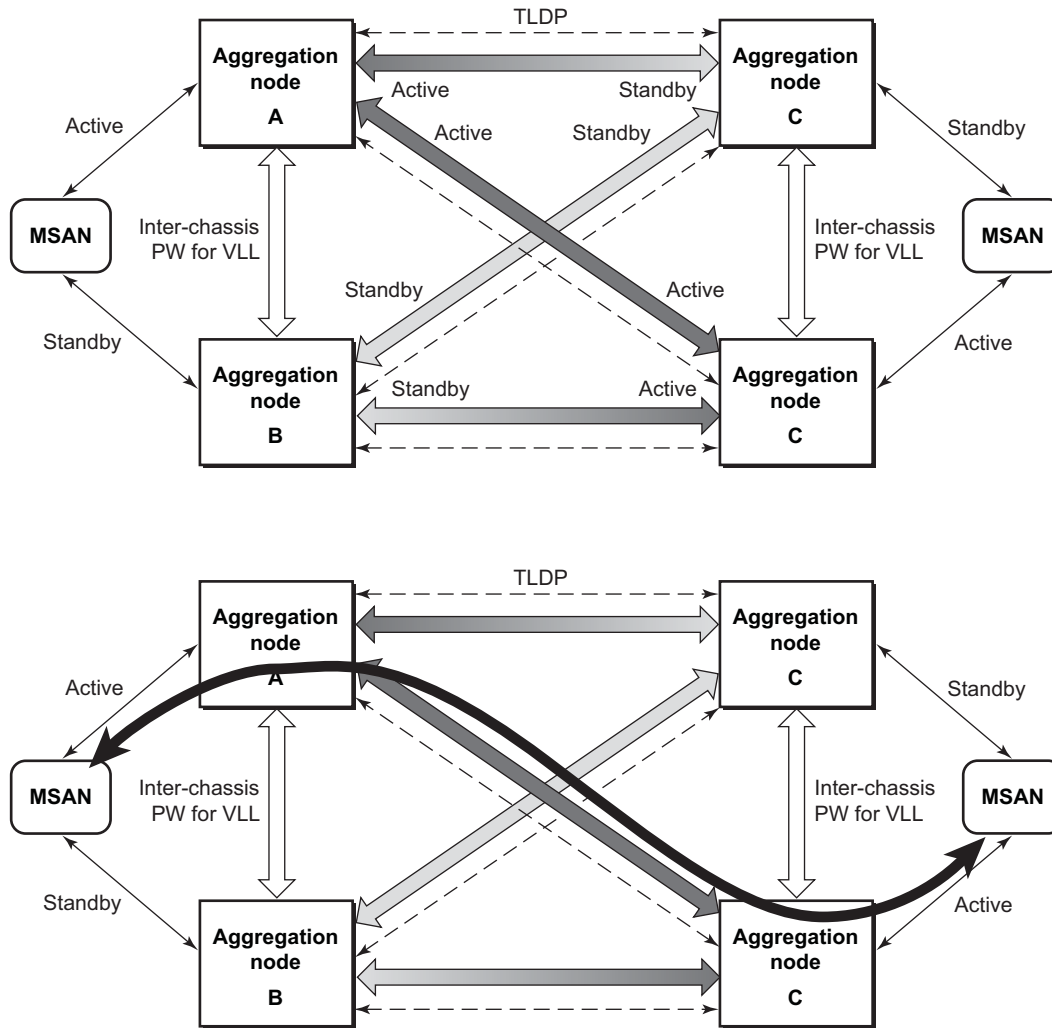 TLDP
Aggregation
node
A
Aggregation
node
C
Active
Standby
Active
Standby
Active
Standby
MSAN
Inter-chassis
PW for VLL
Inter-chassis
PW for VLL
MSAN
Standby
Active
Standby
Active
Aggregation
node
B
Standby
Active
Aggregation
node
C
TLDP
Aggregation
node
A
Aggregation
node
C
Active
Standby
MSAN
Inter-chassis
PW for VLL
Inter-chassis
PW for VLL
MSAN
Standby
Active
Aggregation
node
B
Aggregation
node
C